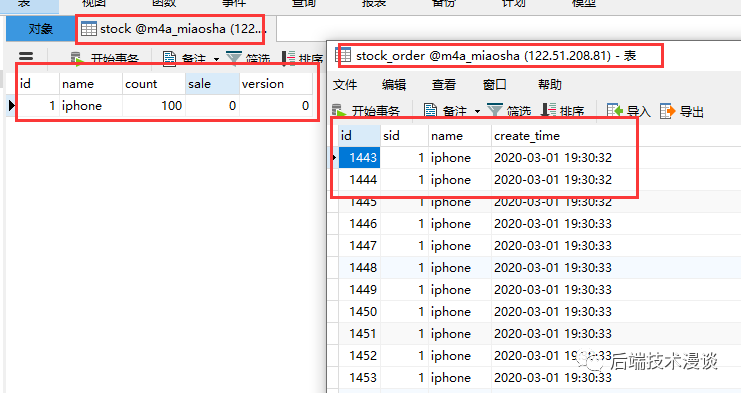 表 视图 函数 事件 查询 报表 备份 计划 模型
对象 stock @m4a_miaosha (122....
开始事务 备注 筛选 排序
id name count sale version
1 iphone 100 0 0
stock_order @m4a_miaosha (122.51.208.81) - 表
文件 编辑 查看 窗口 帮助
开始事务 备注 筛选 排序 导入 导出
id sid name create_time
1443 1 iphone 2020-03-01 19:30:32
1444 1 iphone 2020-03-01 19:30:32
1445 1 iphone 2020-03-01 19:30:32
1446 1 iphone 2020-03-01 19:30:33
1447 1 iphone 2020-03-01 19:30:33
1448 1 iphone 2020-03-01 19:30:33
1449 1 iphone 2020-03-01 19:30:33
1450 1 iphone 2020-03-01 19:30:33
1451 1 iphone 2020-03-01 19:30:33
1452 1 iphone 2020-03-01 19:30:33
1453 1 iphone 2020-03-01 19:30:33
后端技术漫谈